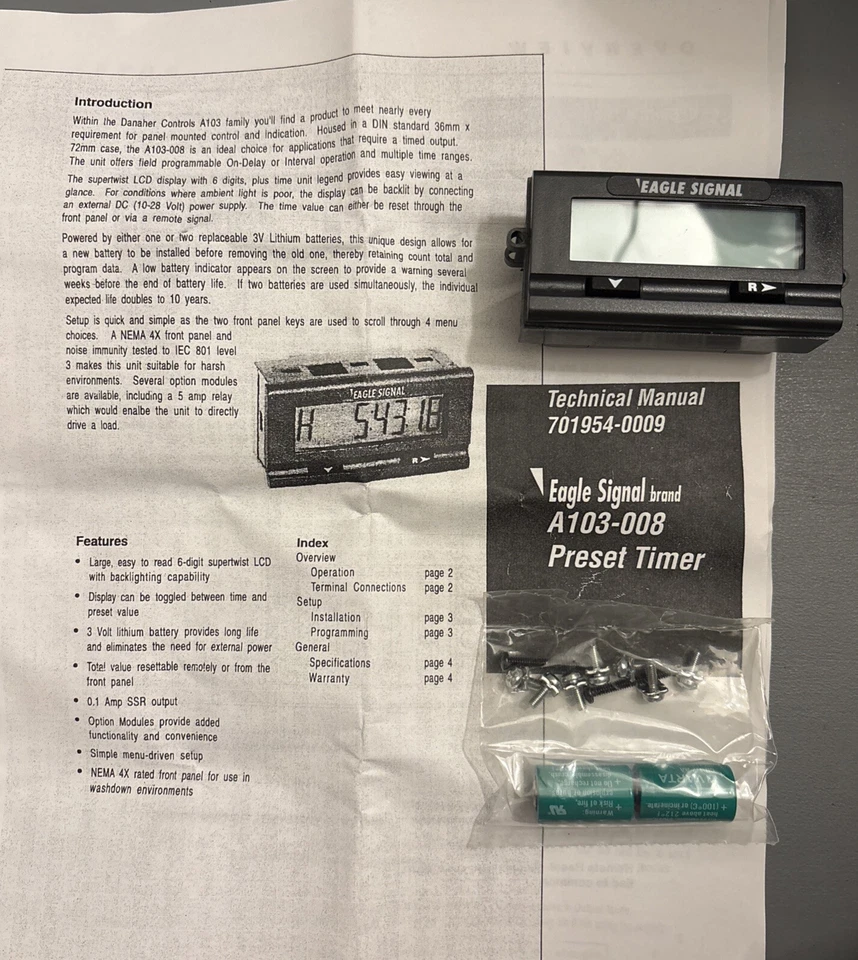 Introduction
Within the Danaher Controls A103 family you'll find a product to meet nearly every
requirement for panel mounted control and indication. Housed in a DIN standard 36mm x
72mm case, the A103-008 is an ideal choice for applications that require a timed output.
The unit offers field programmable On-Delay or Interval operation and multiple time ranges.
The supertwist LCD display with 6 digits, plus time unit legend provides easy viewing at a
glance. For conditions where ambient light is poor, the display can be backlit by connecting
an external DC (10-28 Volt) power supply. The time value can either be reset through the
front panel or via a remote signal.
Powered by either one or two replaceable 3V Lithium batteries, this unique design allows for
a new battery to be installed before removing the old one, thereby retaining count total and
program data. A low battery indicator appears on the screen to provide a warning several
weeks before the end of battery life. If two batteries are used simultaneously, the individual
expected life doubles to 10 years.
Setup is quick and simple as the two front panel keys are used to scroll through 4 menu
choices. A NEMA 4X front panel and
noise immunity tested to IEC 801 level
3 makes this unit suitable for harsh
environments. Several option modules
are available, including a 5 amp relay
which would enalbe the unit to directly
drive a load.
EAGLE SIGNAL
H 54318
R
Features
• Large, easy to read 6-digit supertwist LCD
with backlighting capability
• Display can be toggled between time and
preset value
• 3 Volt lithium battery provides long life
and eliminates the need for external power
• Total value resettable remotely or from the
front panel
• 0.1 Amp SSR output
• Option Modules provide added
functionality and convenience
• Simple menu-driven setup
• NEMA 4X rated front panel for use in
washdown environments
Index
Overview
Operation page 2
Terminal Connections page 2
Setup
Installation page 3
Programming page 3
General
Specifications page 4
Warranty page 4
EAGLE SIGNAL
R
Technical Manual
701954-0009
Eagle Signal brand
A103-008
Preset Timer
VARTA
Warning:
Risk of fire,
OVERVIEW